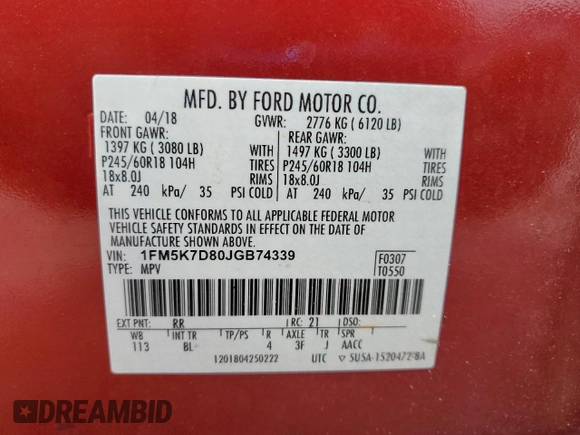 MFD. BY FORD MOTOR CO.
DATE: 04/18 GVWR: 2776 KG ( 6120 LB)
FRONT GAWR: REAR GAWR:
1397 KG ( 3080 LB) 1497 KG ( 3300 LB)
P245/60R18 104H TIRES P245/60R18 104H TIRES
18x8.0J RIMS 18x8.0J RIMS
AT 240 kPa/ 35 PSI COLD AT 240 kPa/ 35 PSI COLD
THIS VEHICLE CONFORMS TO ALL APPLICABLE FEDERAL MOTOR
VEHICLE SAFETY STANDARDS IN EFFECT ON THE DATE OF
MANUFACTURE SHOWN ABOVE.
VIN: 1FM5K7D80JGB74339 F0307
TYPE: MPV T0550
EXT PNT: RR RC: 21 DSO:
WB INT TR TP/PS R AXLE TR SPR
113 BL 4 3F J AACC
1201804250222 UTC ▽ 5USA-1520472-BA
DREAMBID